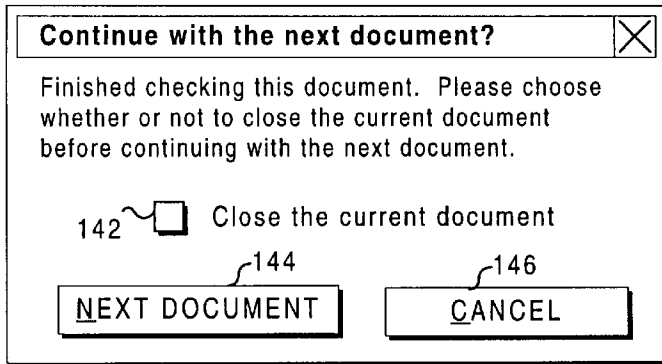 Continue with the next document?
Finished checking this document. Please choose
whether or not to close the current document
before continuing with the next document.
142 Close the current document
144 146
NEXT DOCUMENT CANCEL